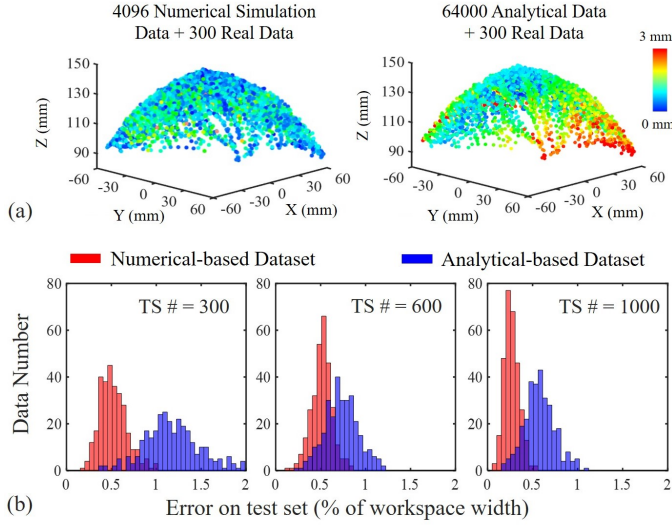 4096 Numerical Simulation
Data + 300 Real Data
64000 Analytical Data
+ 300 Real Data
3 mm
0 mm
150
130
110
90
Z (mm)
-60
-30
0
30
60
Y (mm)
-60
-30
0
30
60
X (mm)
150
130
110
90
Z (mm)
-60
-30
0
30
60
Y (mm)
-60
-30
0
30
60
X (mm)
(a)
Numerical-based Dataset
Analytical-based Dataset
Data Number
80
60
40
20
0
TS # = 300
0 0.5 1 1.5 2
80
60
40
20
0
TS # = 600
0 0.5 1 1.5 2
80
60
40
20
0
TS # = 1000
0 0.5 1 1.5 2
(b)
Error on test set (% of workspace width)